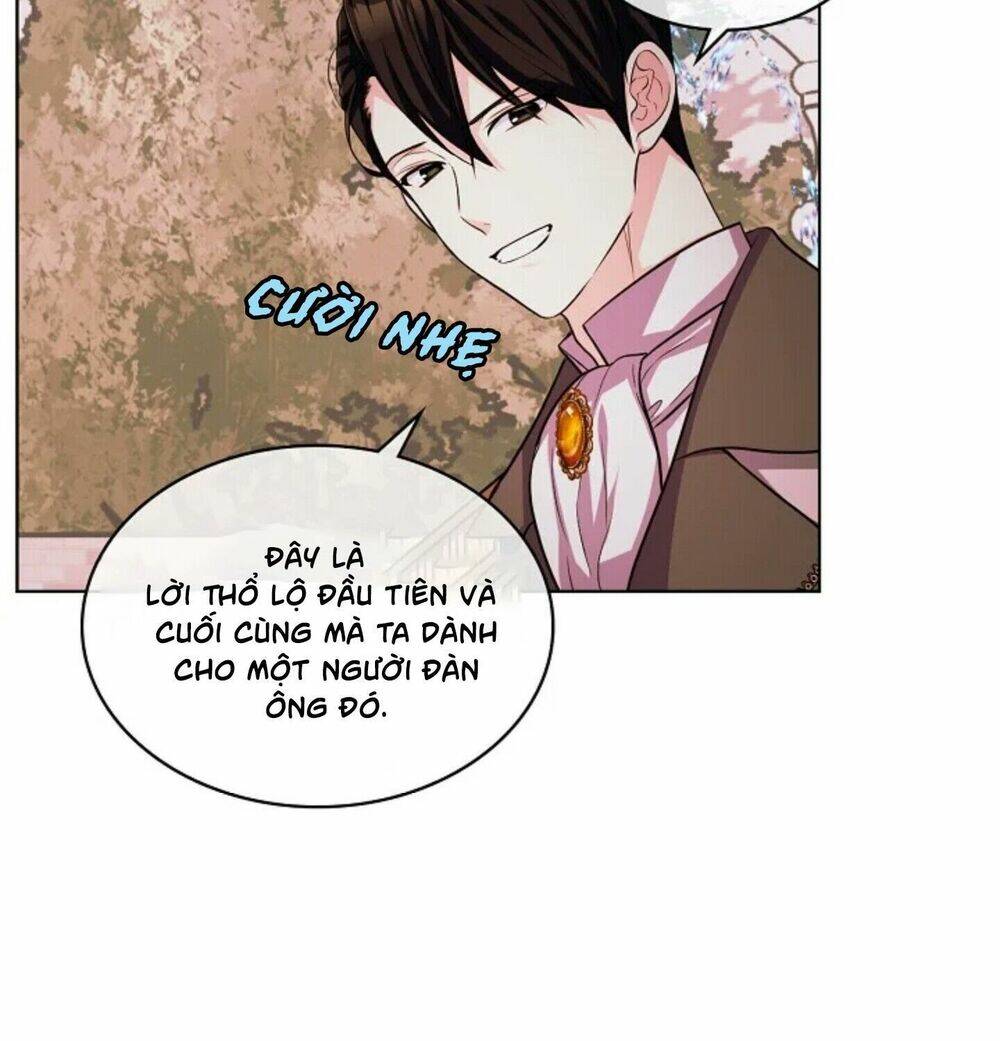 CƯỜI NHẸ
ĐÂY LÀ
LỜI THỔ LỘ ĐẦU TIÊN VÀ
CUỐI CÙNG MÀ TA DÀNH
CHO MỘT NGƯỜI ĐÀN
ÔNG ĐÓ.